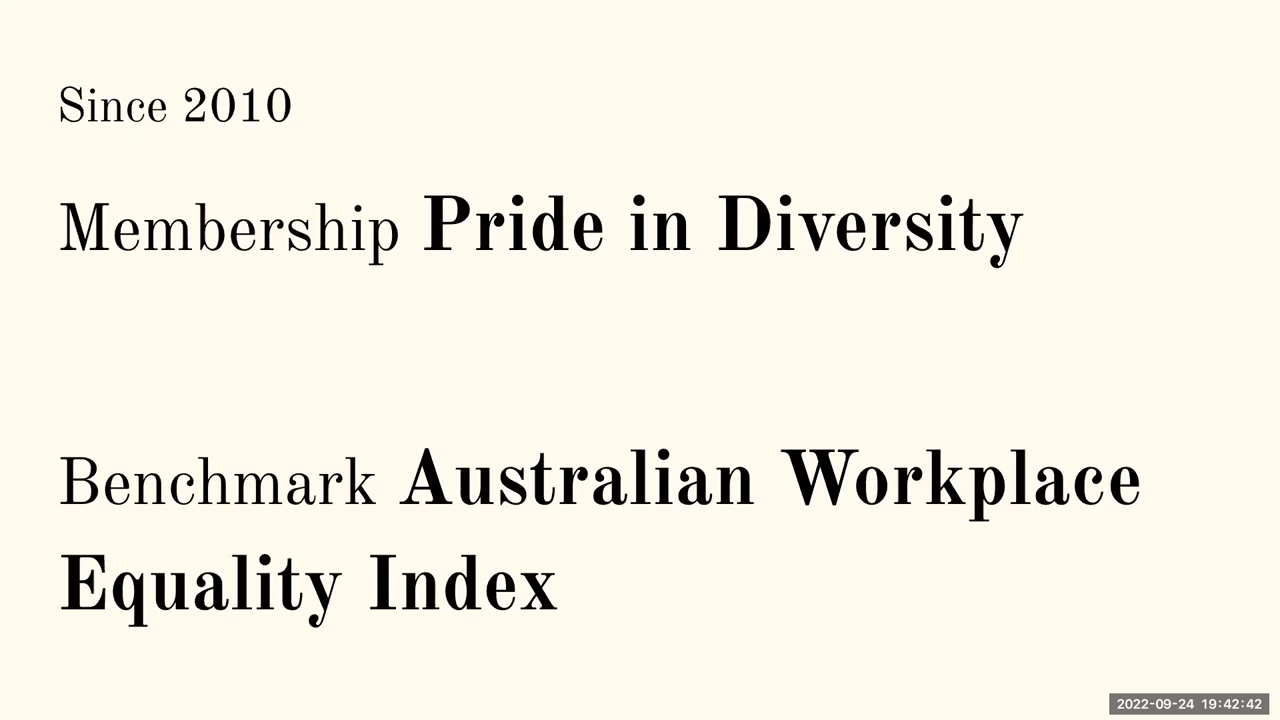 Since 2010
Membership Pride in Diversity
Benchmark Australian Workplace
Equality Index
2022-09-24 19:42:42